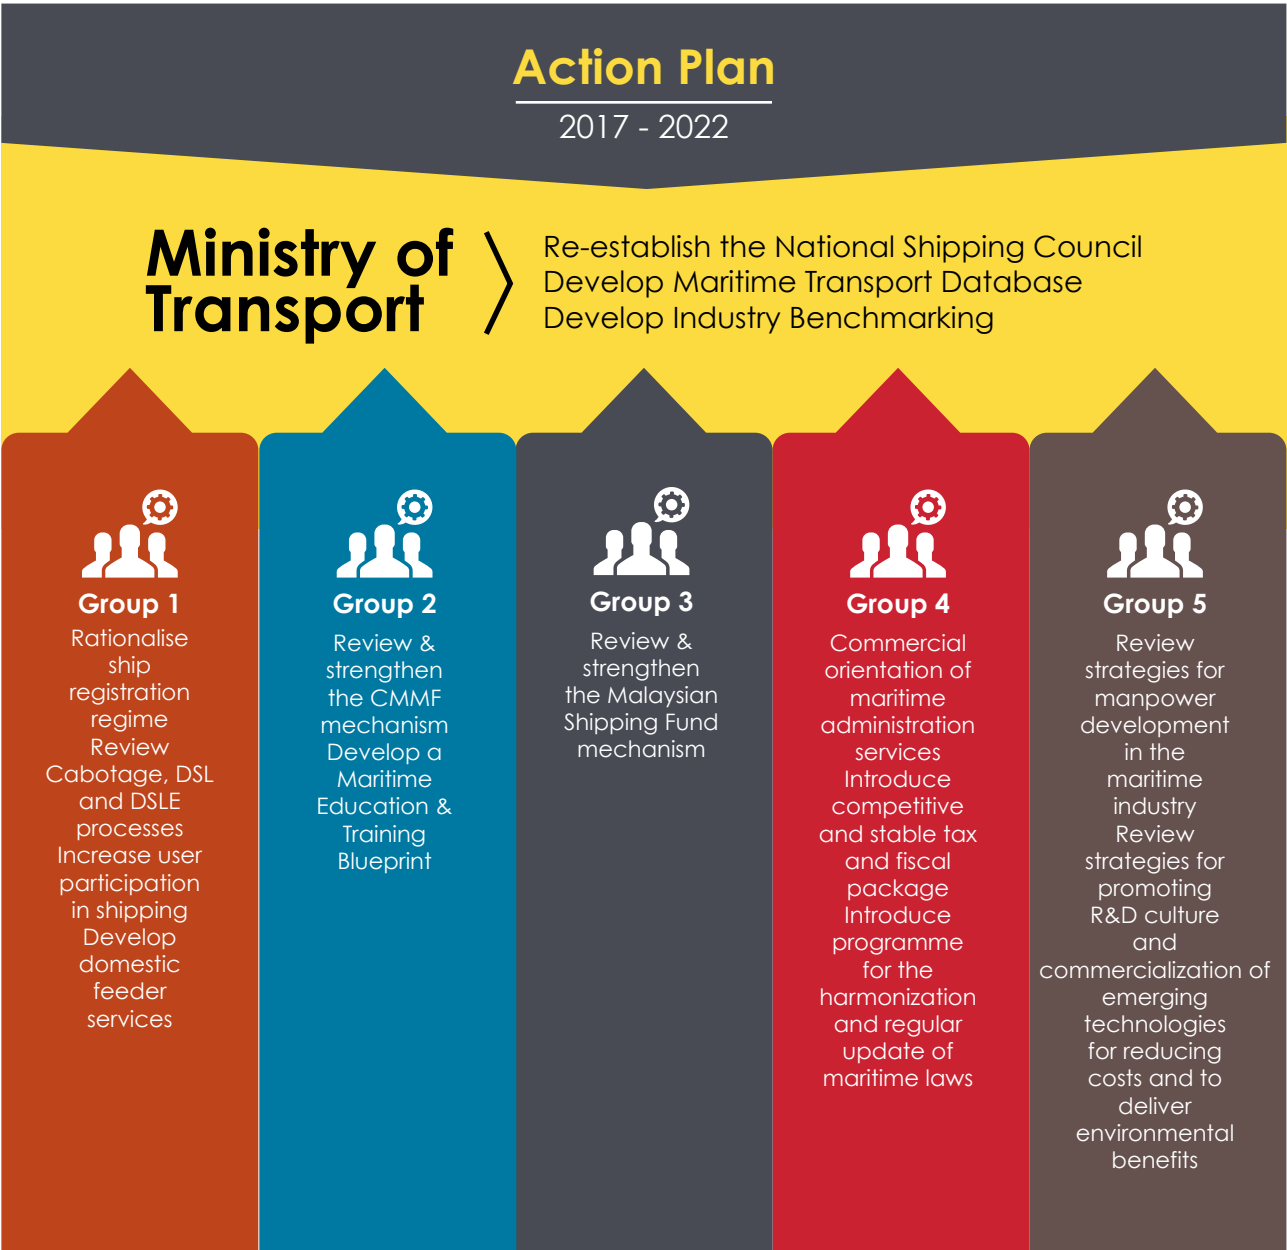 Action Plan
2017 - 2022
Ministry of
Transport
Re-establish the National Shipping Council
Develop Maritime Transport Database
Develop Industry Benchmarking
Group 1
Rationalise
ship
registration
regime
Review
Cabotage, DSL
and DSLE
processes
Increase user
participation
in shipping
Develop
domestic
feeder
services
Group 2
Review &
strengthen
the CMMF
mechanism
Develop a
Maritime
Education &
Training
Blueprint
Group 3
Review &
strengthen
the Malaysian
Shipping Fund
mechanism
Group 4
Commercial
orientation of
maritime
administration
services
Introduce
competitive
and stable tax
and fiscal
package
Introduce
programme
for the
harmonization
and regular
update of
maritime laws
Group 5
Review
strategies for
manpower
development
in the
maritime
industry
Review
strategies for
promoting
R&D culture
and
commercialization of
emerging
technologies
for reducing
costs and to
deliver
environmental
benefits